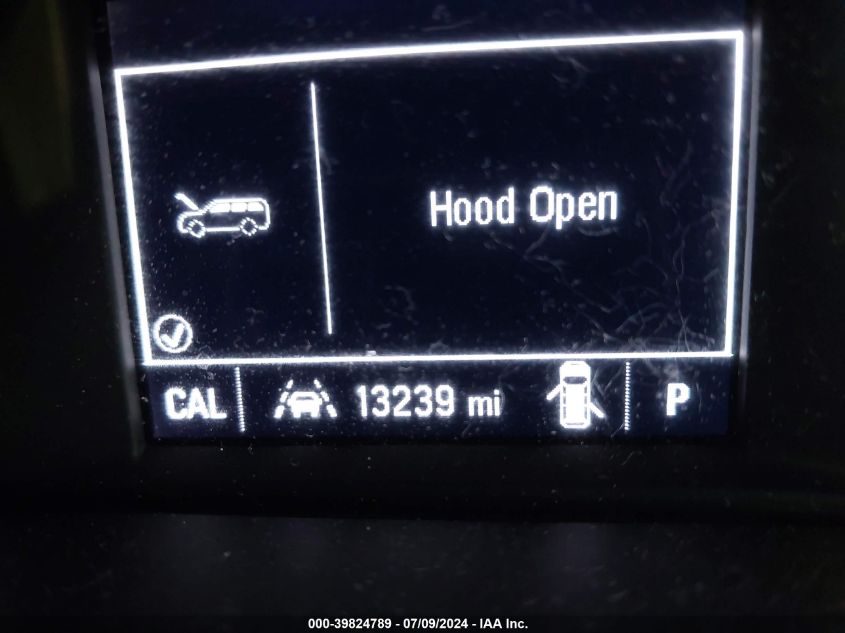 Hood Open
CAL 13239 mi P
000-39824789 - 07/09/2024 - IAA Inc.